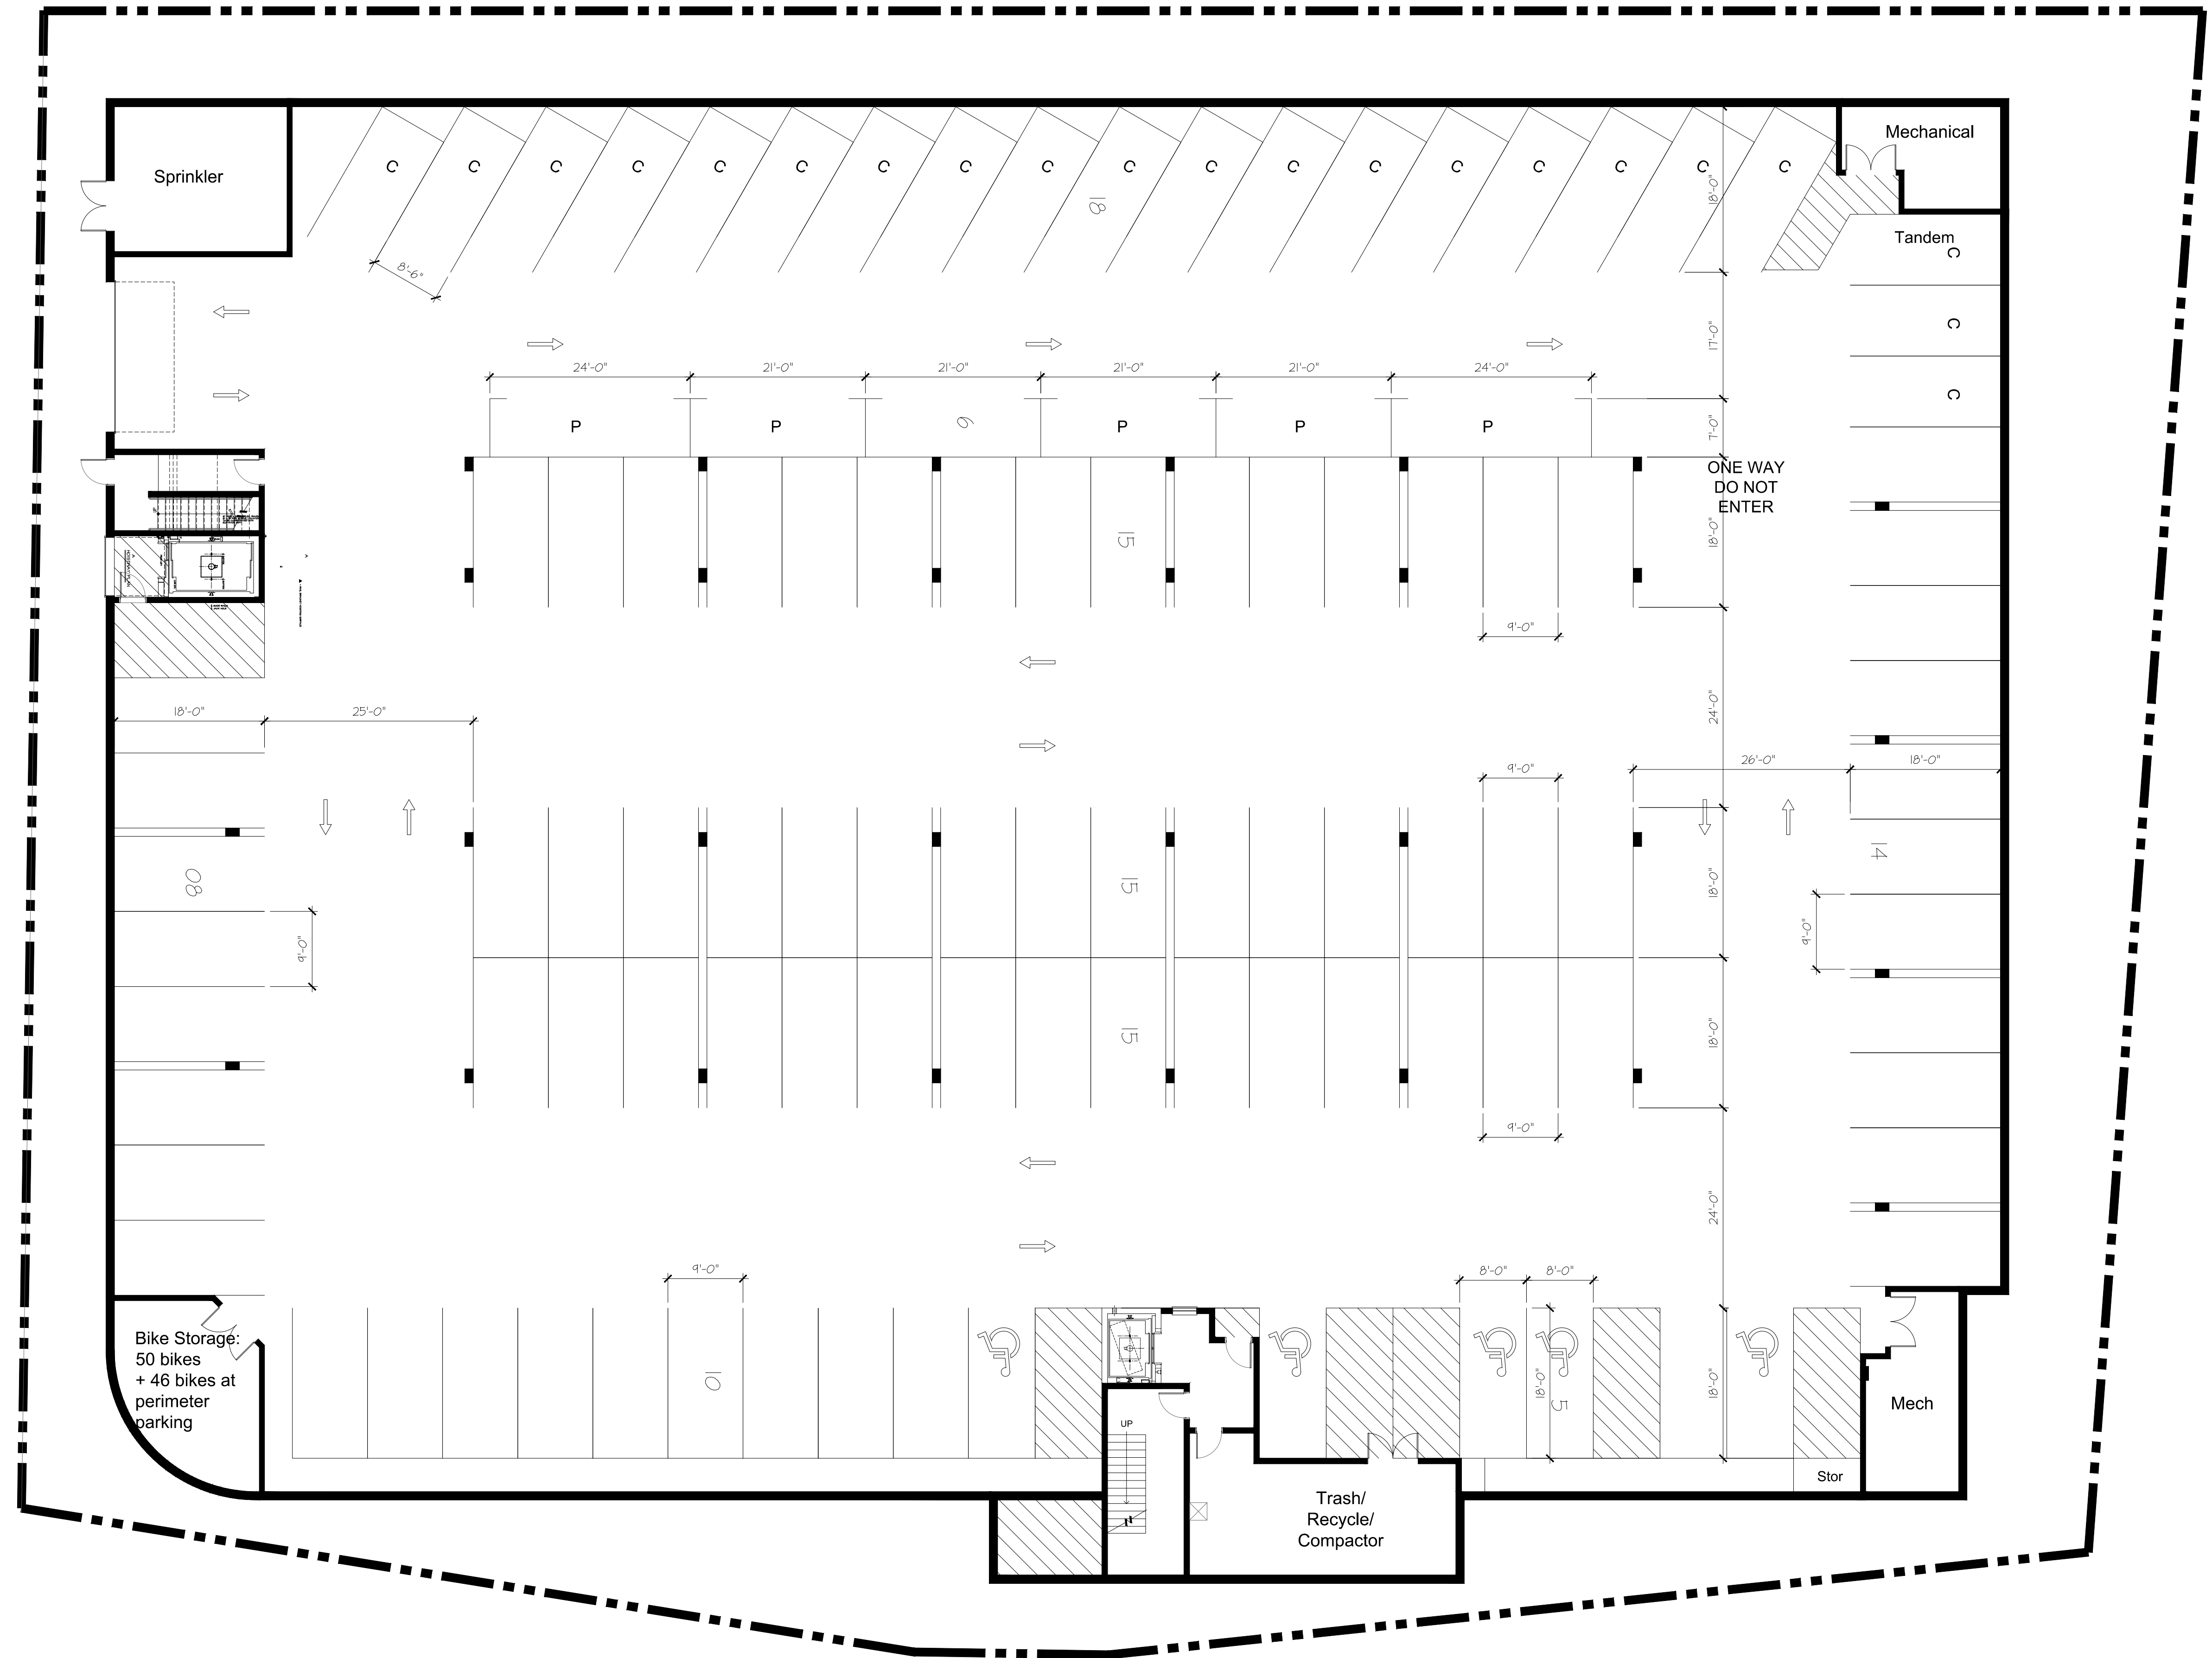 Mechanical
Sprinkler
C C C C C C C C C C C C C C C C C C
18
18'-0"
Tandem
C
8'-6"
C
17'-0"
24'-0" 21'-0" 21'-0" 21'-0" 21'-0" 24'-0"
C
P P 6 P P P
7'-0"
ONE WAY
DO NOT
ENTER
15
18'-0"
9'-0"
24'-0"
18'-0" 25'-0"
9'-0"
26'-0" 18'-0"
08
15
18'-0"
14
9'-0"
9'-0"
15
18'-0"
9'-0"
24'-0"
9'-0"
8'-0" 8'-0"
Bike Storage:
50 bikes
+ 46 bikes at
perimeter
parking
10
18'-0"
5
18'-0"
Mech
UP
Stor
Trash/
Recycle/
Compactor